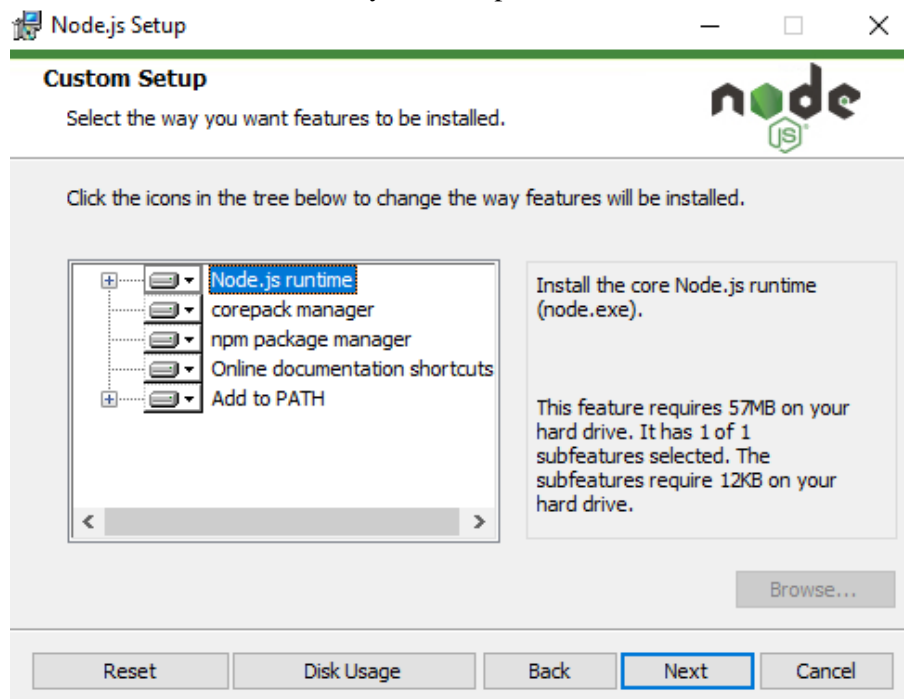 Node.js Setup
Custom Setup
Select the way you want features to be installed.
node
JS
Click the icons in the tree below to change the way features will be installed.
Node.js runtime
corepack manager
npm package manager
Online documentation shortcuts
Add to PATH
Install the core Node.js runtime
(node.exe).
This feature requires 57MB on your
hard drive. It has 1 of 1
subfeatures selected. The
subfeatures require 12KB on your
hard drive.
Browse...
Reset
Disk Usage
Back
Next
Cancel